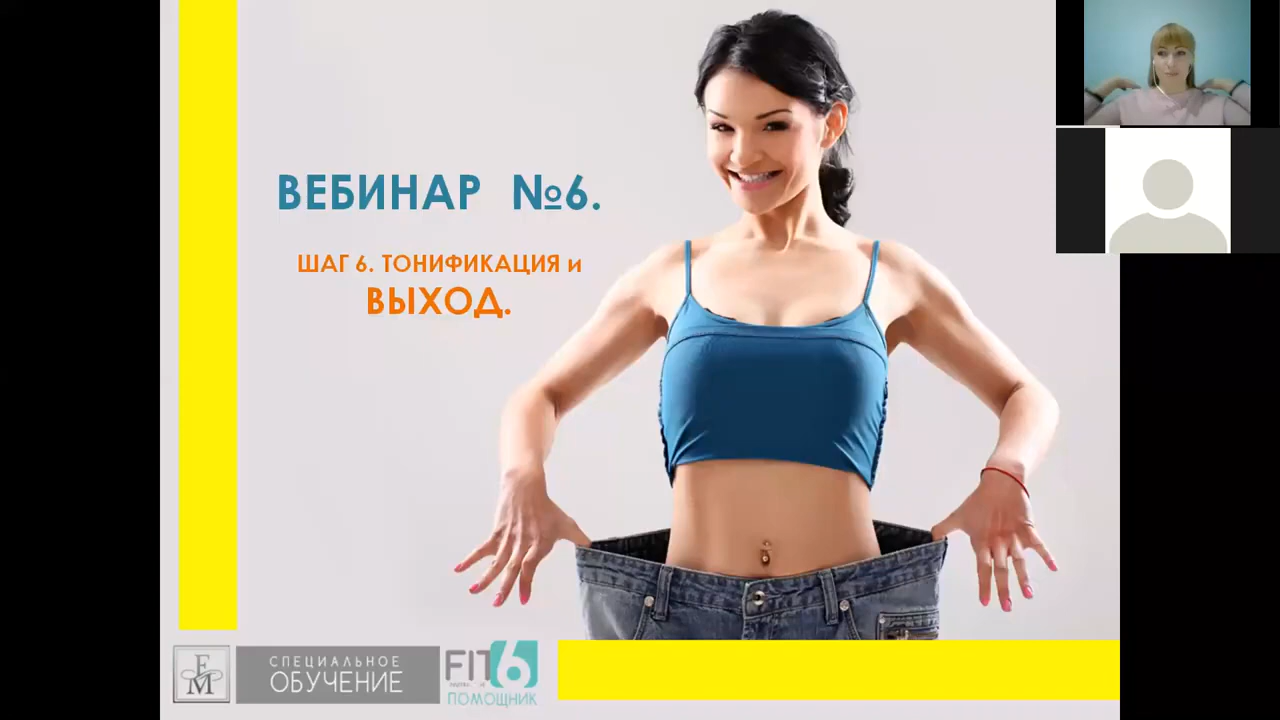 ВЕБИНАР №6.
ШАГ 6. ТОНИФИКАЦИЯ и
ВЫХОД.
FM
СПЕЦИАЛЬНОЕ
ОБУЧЕНИЕ
FIT6
ПОМОЩНИК